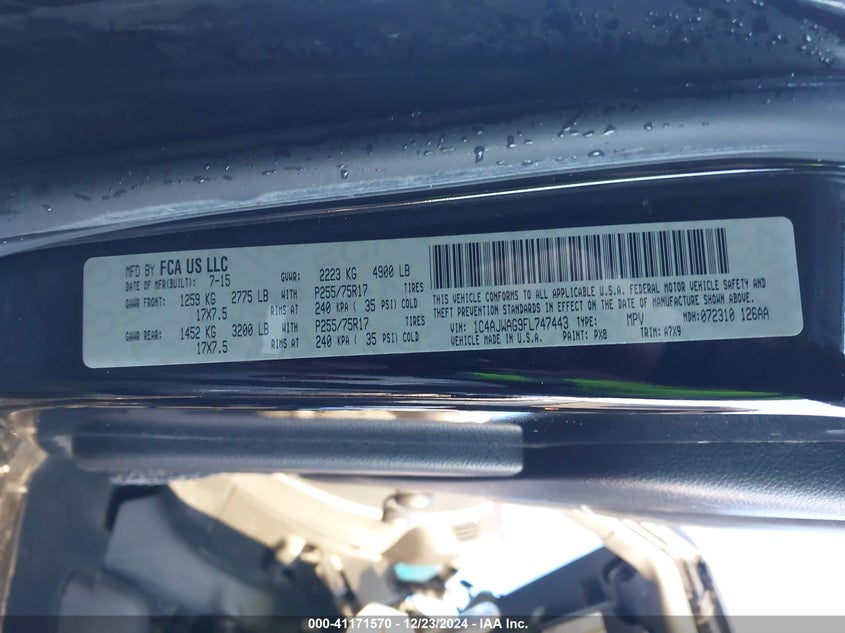 MFD BY FCA US LLC
DATE OF MFR(BUILT): 7-15
GVWR: 2223 KG 4900 LB
GAWR FRONT: 1259 KG 2775 LB WITH P255/75R17 TIRES
17X7.5 RIMS AT 240 KPA ( 35 PSI) COLD
GAWR REAR: 1452 KG 3200 LB WITH P255/75R17 TIRES
17X7.5 RIMS AT 240 KPA ( 35 PSI) COLD
THIS VEHICLE CONFORMS TO ALL APPLICABLE U.S.A. FEDERAL MOTOR VEHICLE SAFETY AND
THEFT PREVENTION STANDARDS IN EFFECT ON THE DATE OF MANUFACTURE SHOWN ABOVE.
VIN: 1C4AJWAG9FL747443 TYPE: MPV MDH: 072310 126AA
VEHICLE MADE IN U.S.A. PAINT: PX8 TRIM: A7X9
000-41171570 - 12/23/2024 - IAA Inc.